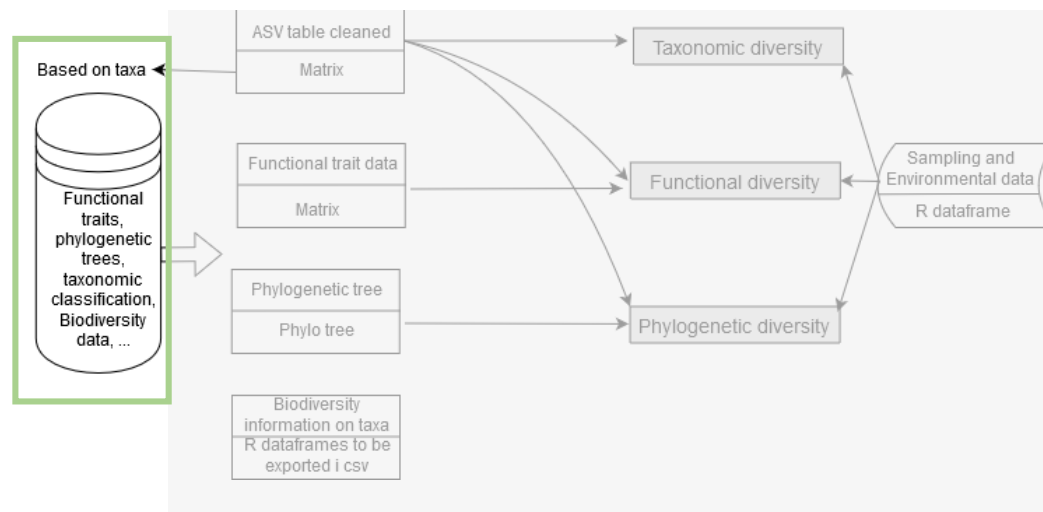 Based on taxa
Functional
traits,
phylogenetic
trees,
taxonomic
classification,
Biodiversity
data, ...
ASV table cleaned
Matrix
Functional trait data
Matrix
Phylogenetic tree
Phylo tree
Biodiversity
information on taxa
R dataframes to be
exported i csv
Taxonomic diversity
Functional diversity
Phylogenetic diversity
Sampling and
Environmental data
R dataframe